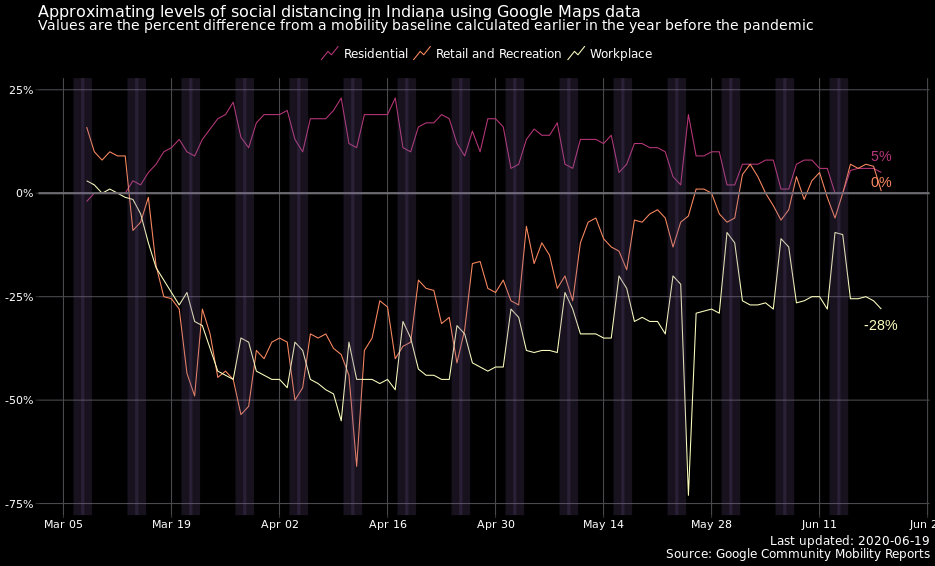 Approximating levels of social distancing in Indiana using Google Maps data
Values are the percent difference from a mobility baseline calculated earlier in the year before the pandemic
Residential Retail and Recreation Workplace
25%
0%
-25%
-50%
-75%
5%
0%
-28%
Mar 05 Mar 19 Apr 02 Apr 16 Apr 30 May 14 May 28 Jun 11 Jun 2
Last updated: 2020-06-19
Source: Google Community Mobility Reports